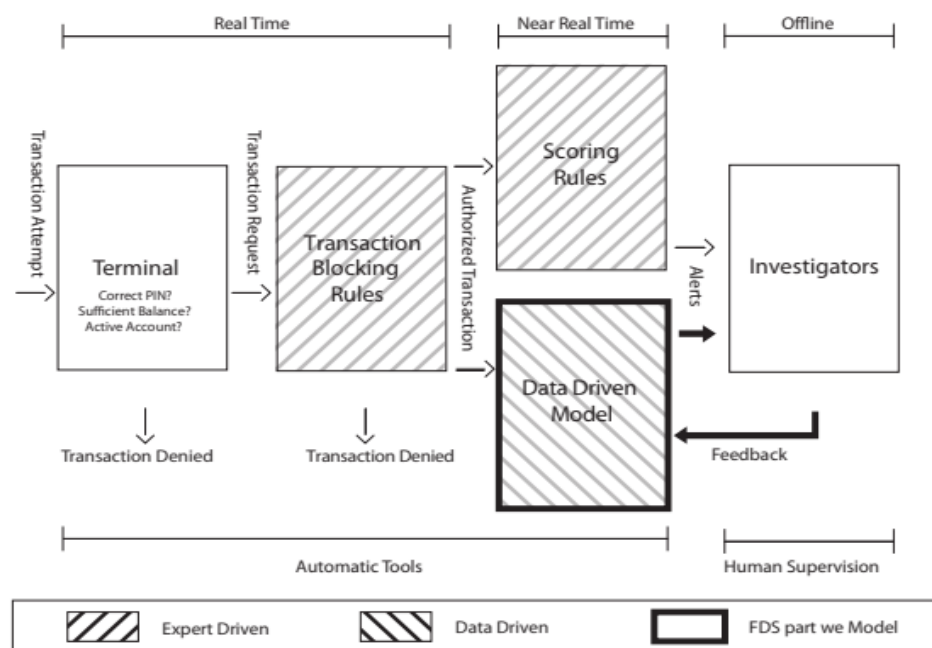 Real Time
Near Real Time
Offline
Transaction Attempt
Terminal
Correct PIN?
Sufficient Balance?
Active Account?
Transaction Denied
Transaction Request
Transaction
Blocking
Rules
Transaction Denied
Authorized Transaction
Scoring
Rules
Data Driven
Model
Alerts
Investigators
Feedback
Automatic Tools
Human Supervision
Expert Driven
Data Driven
FDS part we Model